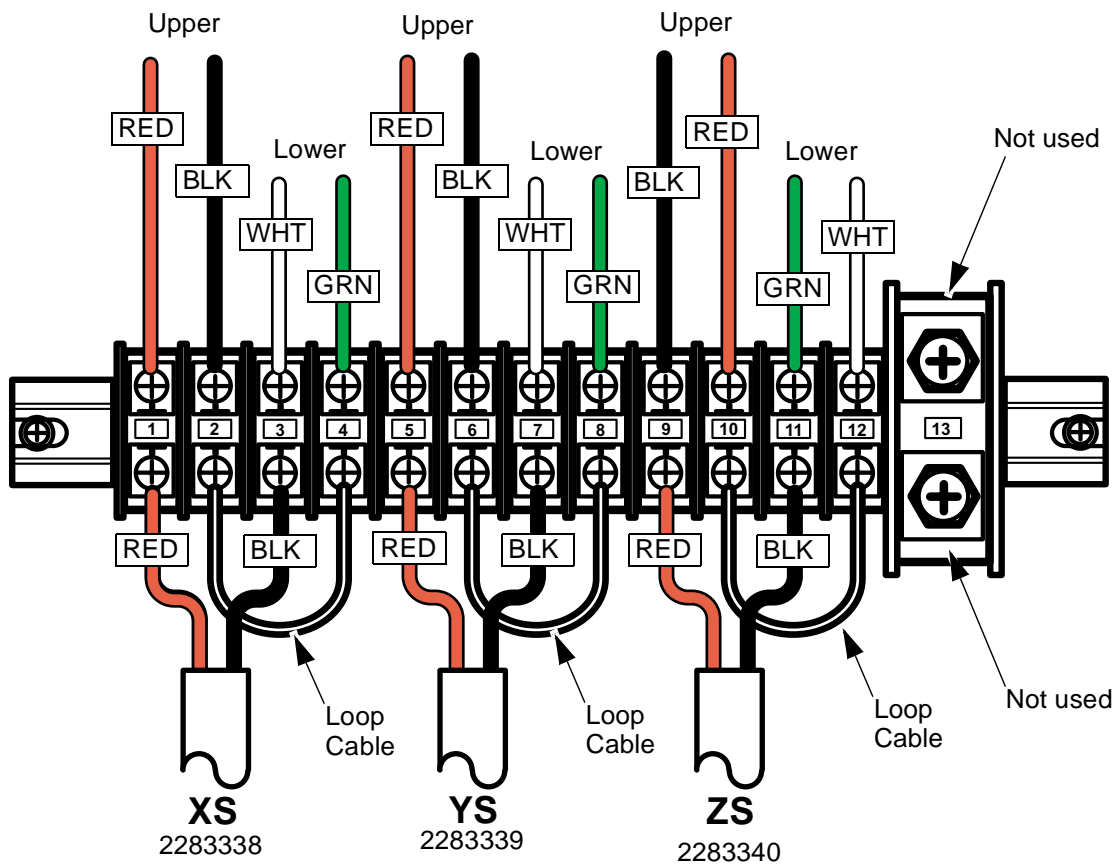 Upper
Upper
Upper
RED
RED
RED
Not used
Lower
Lower
Lower
BLK
BLK
BLK
WHT
WHT
WHT
GRN
GRN
GRN
1
2
3
4
5
6
7
8
9
10
11
12
13
RED
BLK
RED
BLK
RED
BLK
Loop
Cable
Loop
Cable
Loop
Cable
Not used
XS
2283338
YS
2283339
ZS
2283340